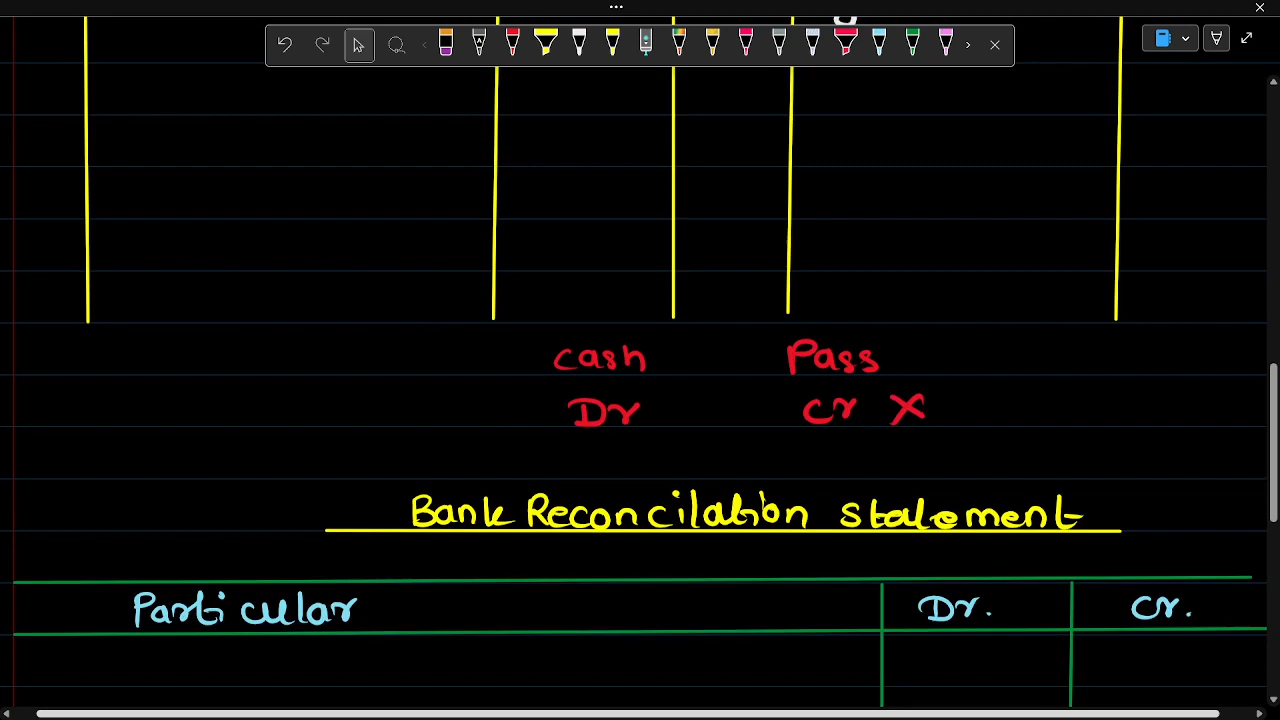 cash Pass
Dr Cr X
Bank Reconcilation statement
Particular Dr. Cr.